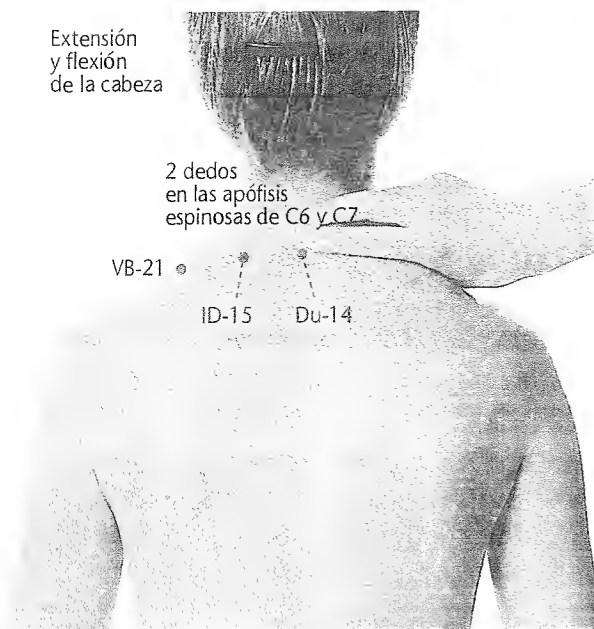 Extensión
y flexión
de la cabeza
2 dedos
en las apófisis
espinosas de C6 y C7
VB-21
ID-15
Du-14